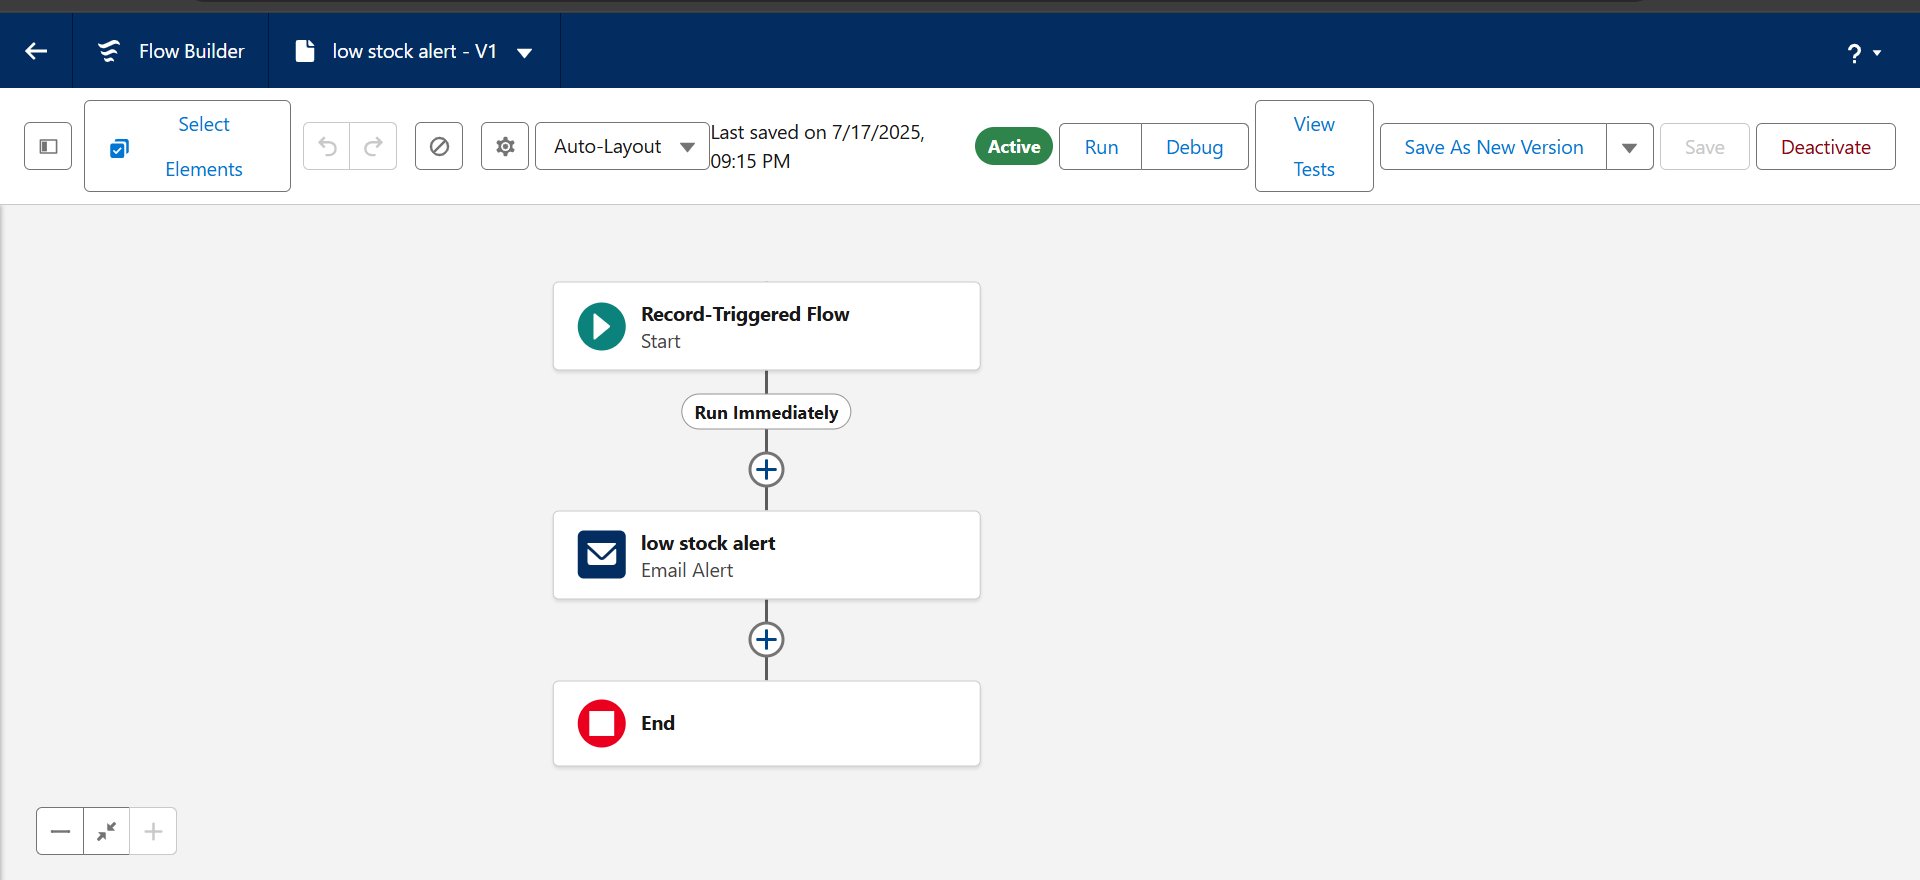 Flow Builder
low stock alert - V1
?
Select
Elements
Auto-Layout
Last saved on 7/17/2025,
09:15 PM
Active
Run
Debug
View
Tests
Save As New Version
Save
Deactivate
Record-Triggered Flow
Start
Run Immediately
low stock alert
Email Alert
End